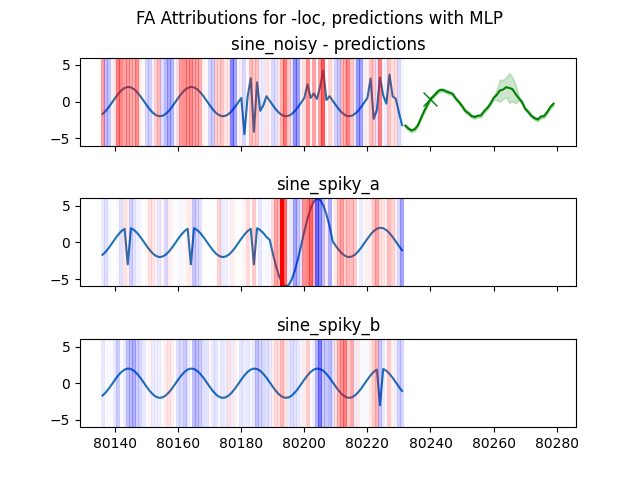 FA Attributions for -loc, predictions with MLP
sine_noisy - predictions
5
0
−5
sine_spiky_a
5
0
−5
sine_spiky_b
5
0
−5
80140 80160 80180 80200 80220 80240 80260 80280